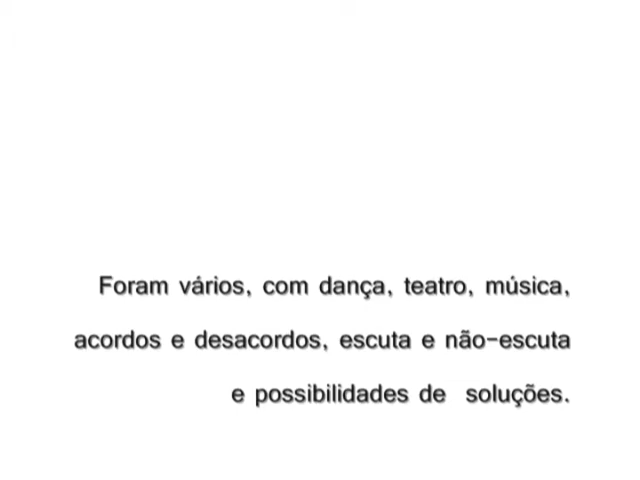 Foram vários, com dança, teatro, música,
acordos e desacordos, escuta e não-escuta
e possibilidades de soluções.